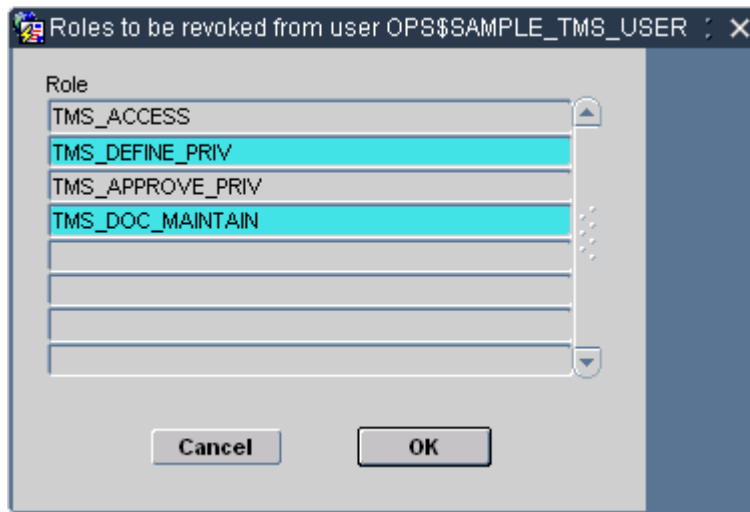 Roles to be revoked from user OPS$SAMPLE_TMS_USER
Role
TMS_ACCESS
TMS_DEFINE_PRIV
TMS_APPROVE_PRIV
TMS_DOC_MAINTAIN
Cancel OK